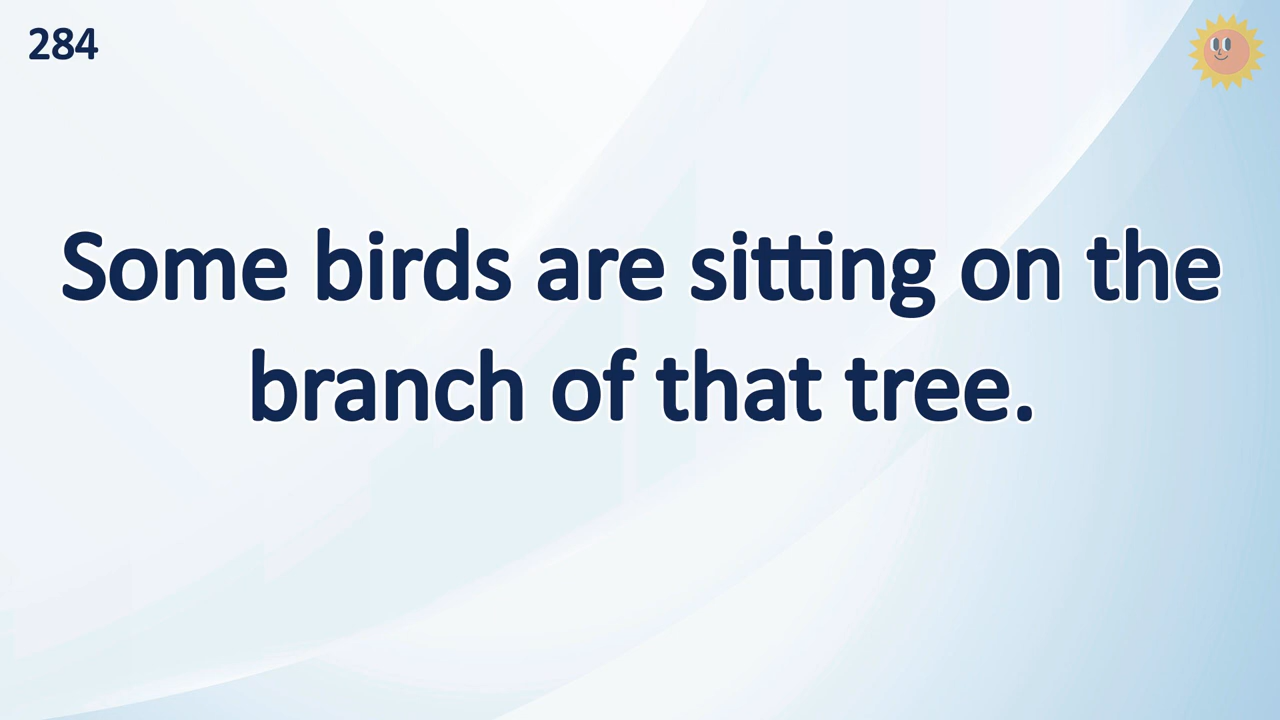 284
Some birds are sitting on the
branch of that tree.